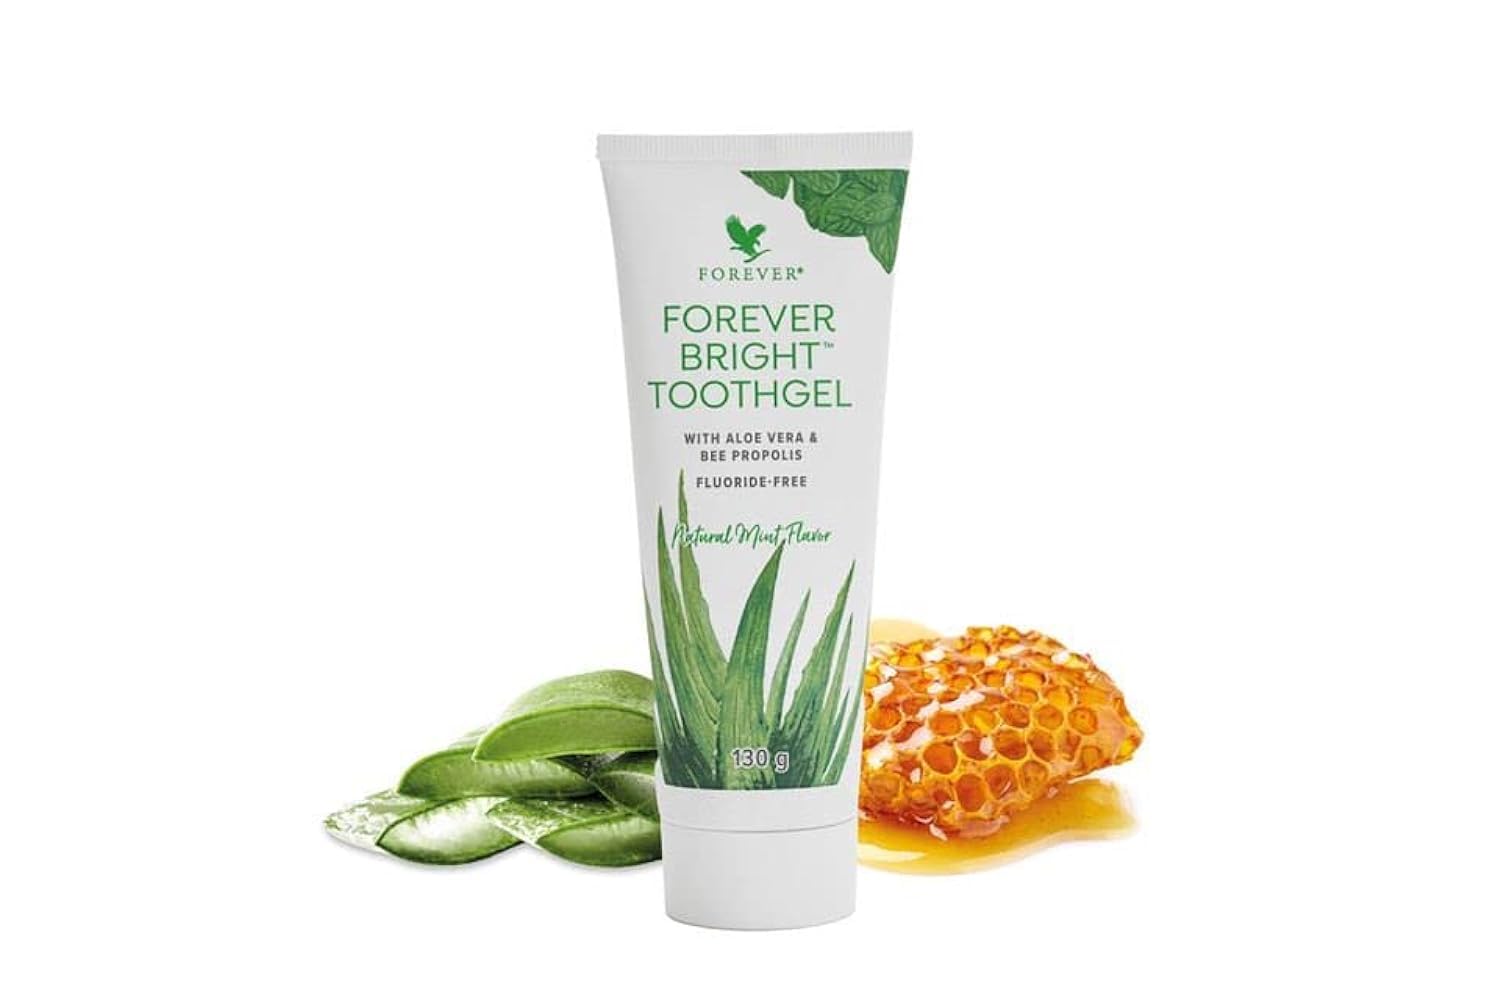 FOREVER®
FOREVER
BRIGHT™
TOOTHGEL
WITH ALOE VERA &
BEE PROPOLIS
FLUORIDE-FREE
Natural Mint Flavor
130 g